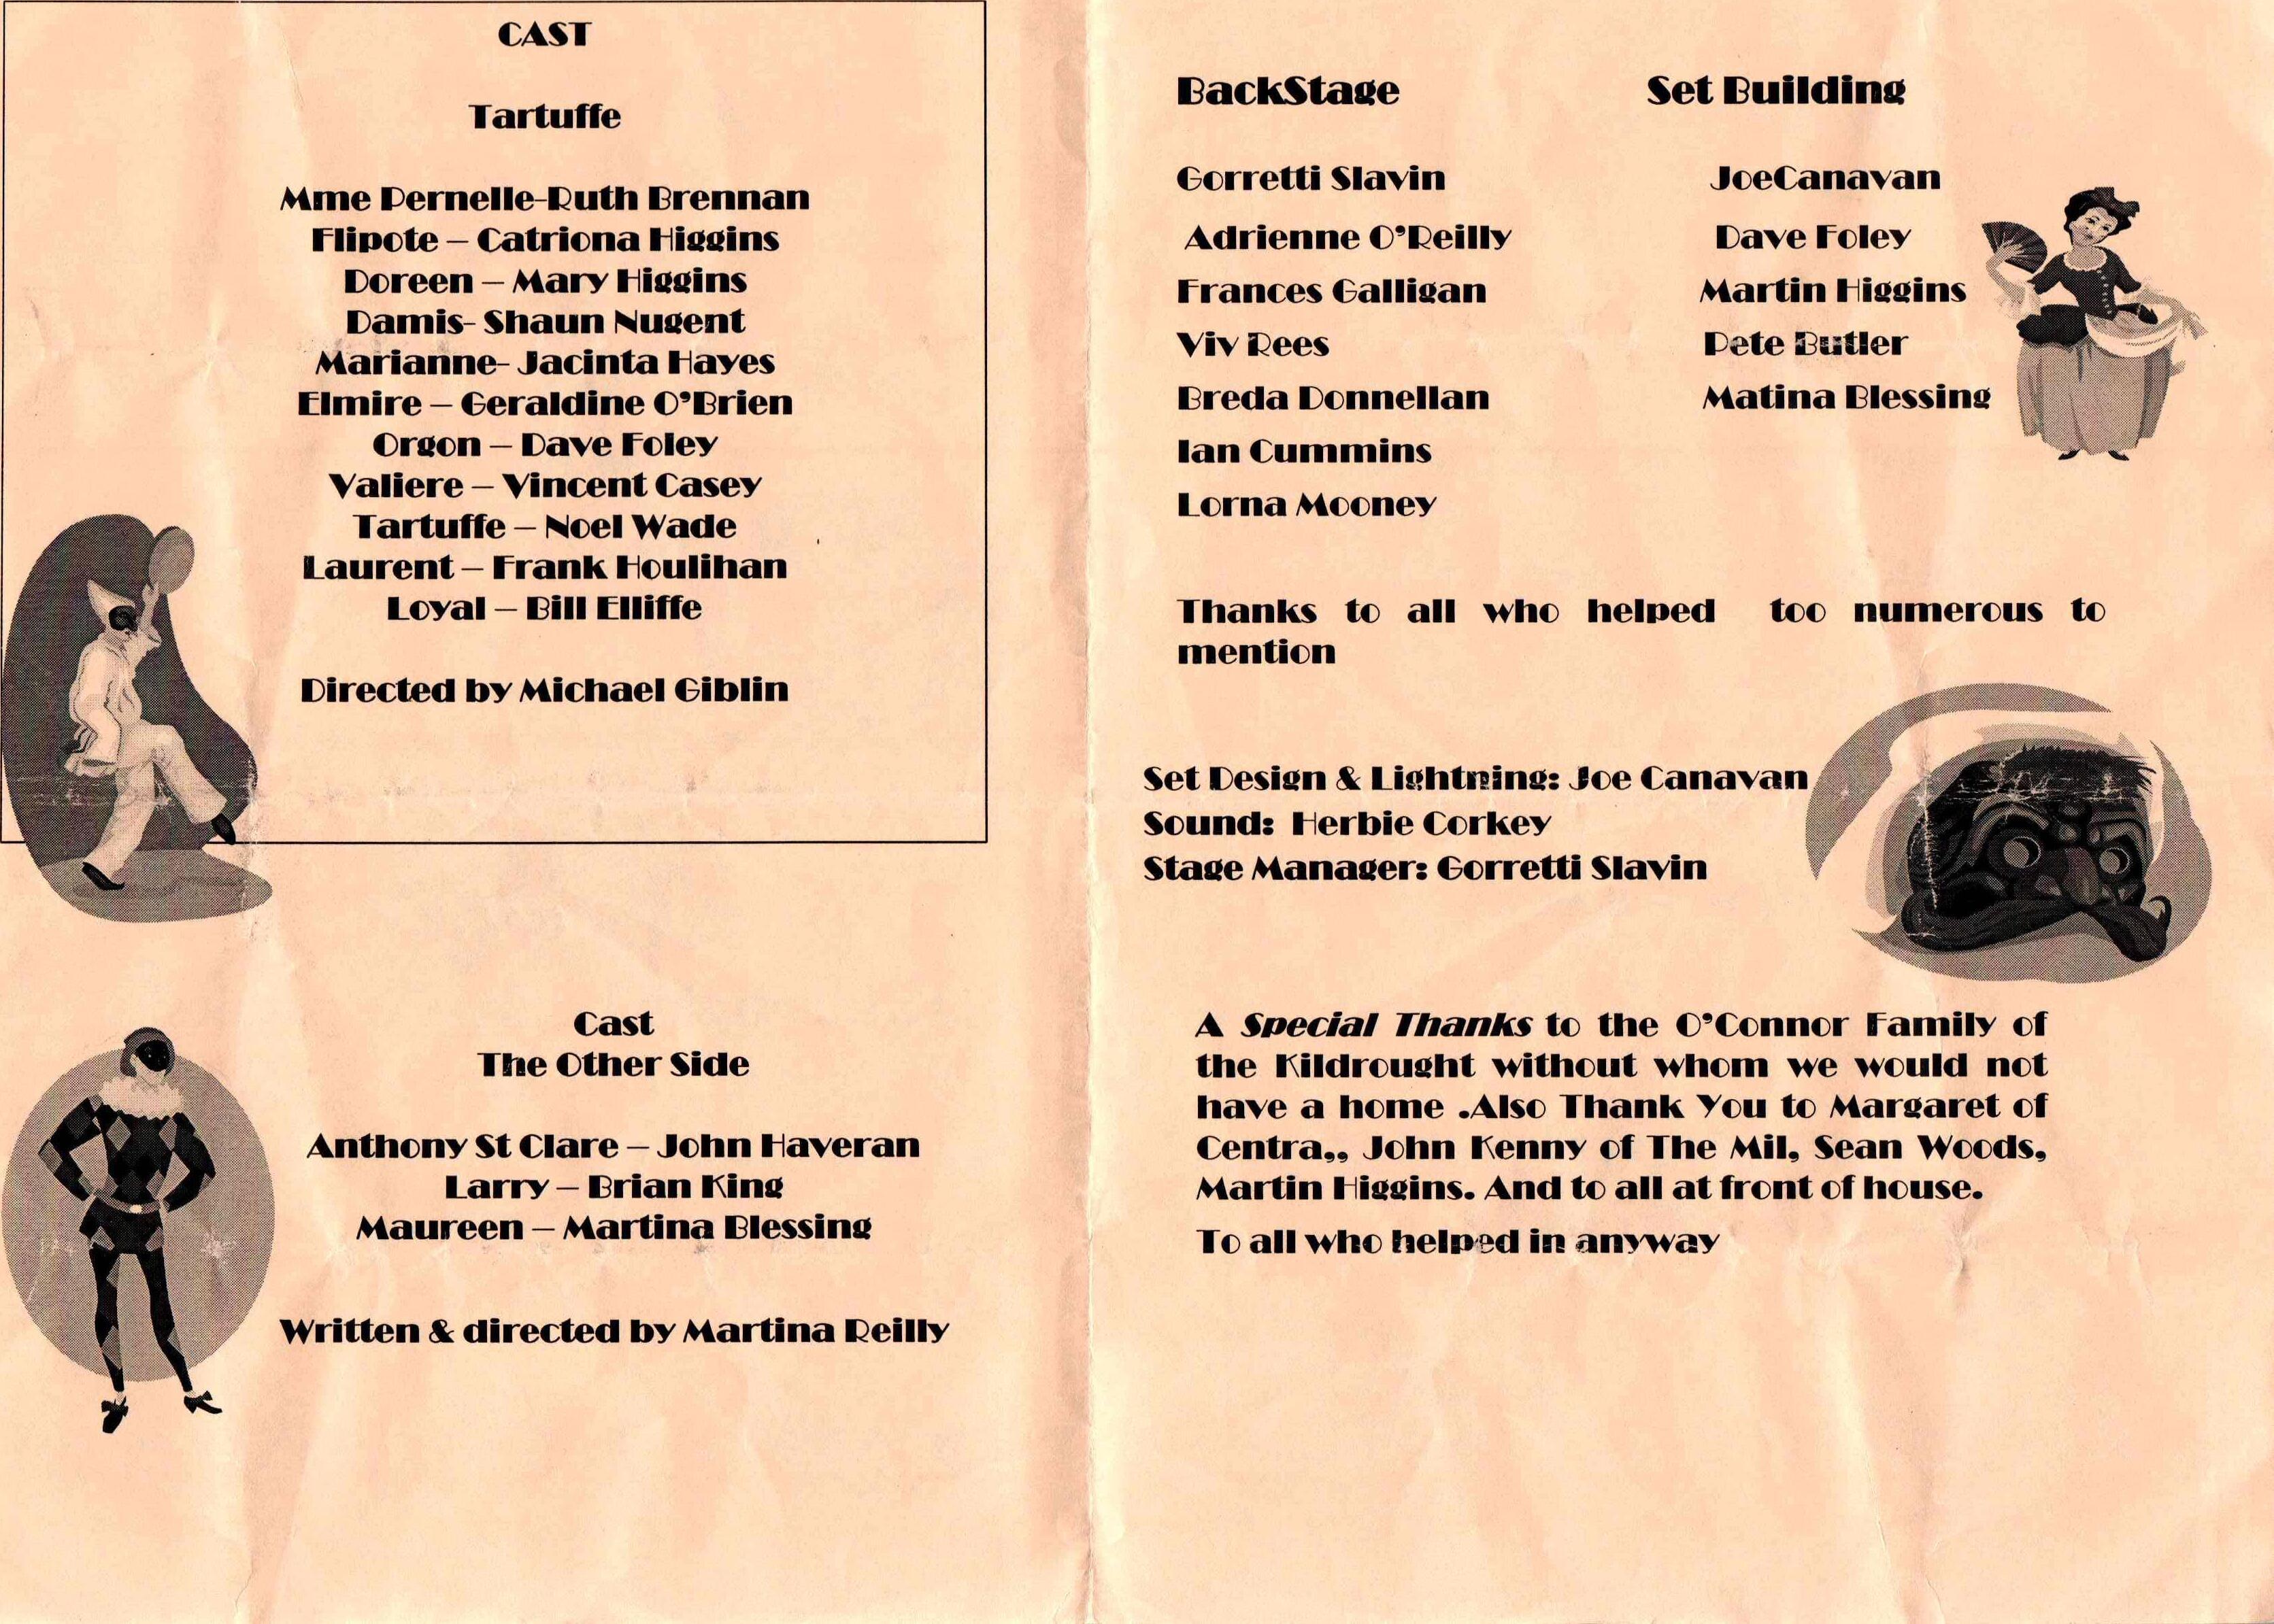 CAST
Tartuffe
Mme Pernelle-Ruth Brennan
Flipote – Catriona Higgins
Doreen – Mary Higgins
Damis- Shaun Nugent
Marianne- Jacinta Hayes
Elmire – Geraldine O'Brien
Orgon – Dave Foley
Valiere – Vincent Casey
Tartuffe – Noel Wade
Laurent – Frank Houlihan
Loyal – Bill Elliffe
Directed by Michael Giblin
Cast
The Other Side
Anthony St Clare – John Haveran
Larry – Brian King
Maureen – Martina Blessing
Written & directed by Martina Reilly
BackStage
Gorretti Slavin
Adrienne O'Reilly
Frances Galligan
Viv Rees
Breda Donnellan
Ian Cummins
Lorna Mooney
Set Building
JoeCanavan
Dave Foley
Martin Higgins
Pete Butler
Matina Blessing
Thanks to all who helped too numerous to
mention
Set Design & Lightning: Joe Canavan
Sound: Herbie Corkey
Stage Manager: Gorretti Slavin
A Special Thanks to the O'Connor Family of
the Kildrought without whom we would not
have a home .Also Thank You to Margaret of
Centra,, John Kenny of The Mil, Sean Woods,
Martin Higgins. And to all at front of house.
To all who helped in anyway